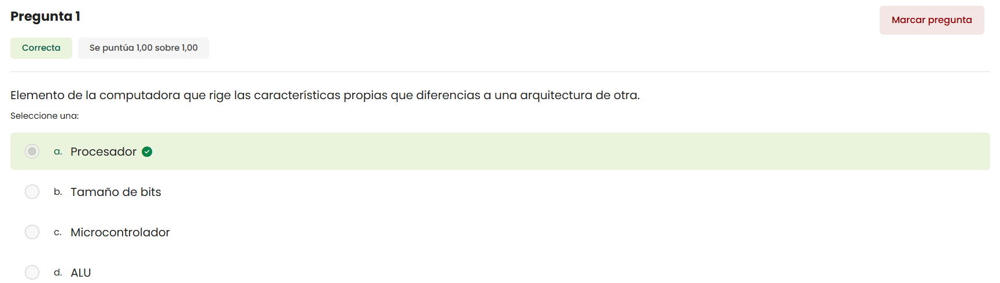 Pregunta 1
Marcar pregunta
Correcta
Se puntúa 1,00 sobre 1,00
Elemento de la computadora que rige las características propias que diferencias a una arquitectura de otra.
Seleccione una:
a. Procesador
b. Tamaño de bits
c. Microcontrolador
d. ALU